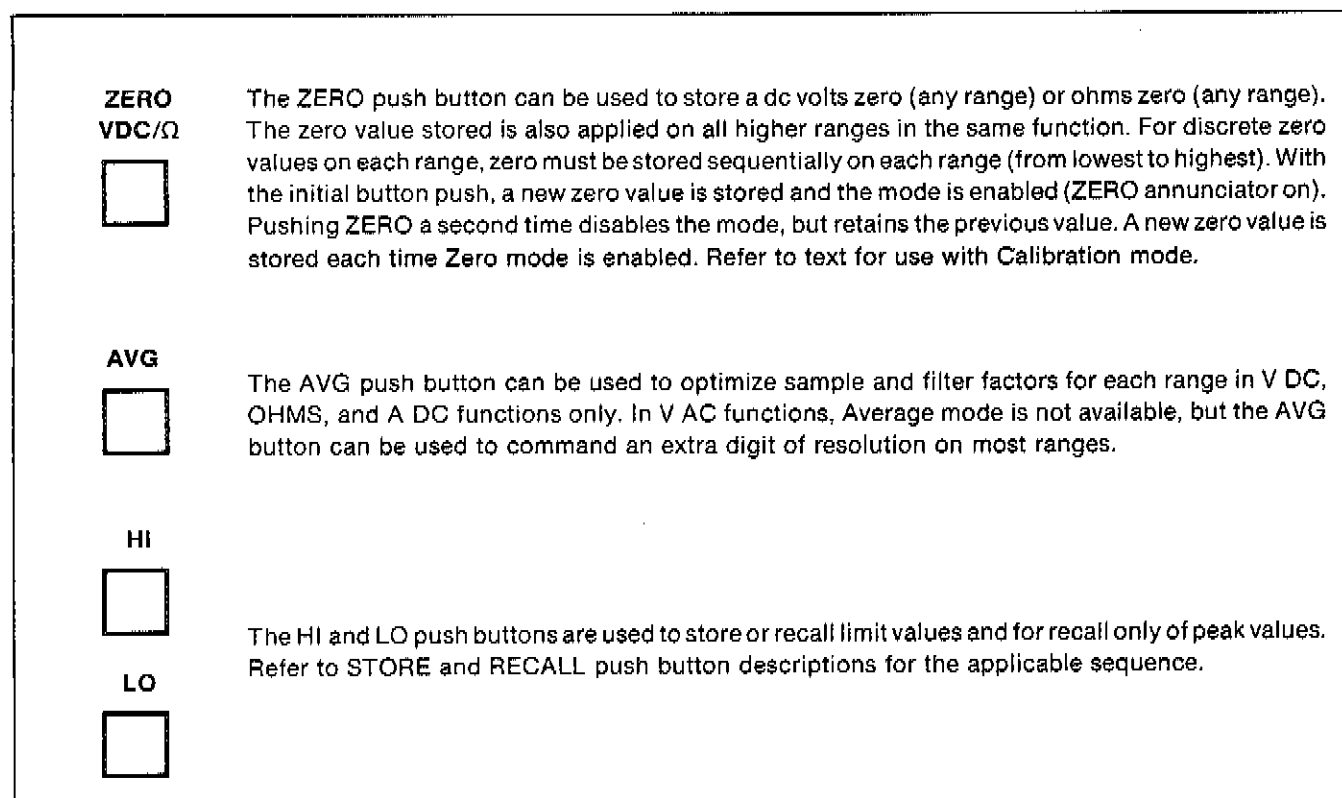 ZERO
VDC/Ω
The ZERO push button can be used to store a dc volts zero (any range) or ohms zero (any range).
The zero value stored is also applied on all higher ranges in the same function. For discrete zero
values on each range, zero must be stored sequentially on each range (from lowest to highest). With
the initial button push, a new zero value is stored and the mode is enabled (ZERO annunciator on).
Pushing ZERO a second time disables the mode, but retains the previous value. A new zero value is
stored each time Zero mode is enabled. Refer to text for use with Calibration mode.
AVG
The AVG push button can be used to optimize sample and filter factors for each range in V DC,
OHMS, and A DC functions only. In V AC functions, Average mode is not available, but the AVG
button can be used to command an extra digit of resolution on most ranges.
HI
The HI and LO push buttons are used to store or recall limit values and for recall only of peak values.
Refer to STORE and RECALL push button descriptions for the applicable sequence.
LO